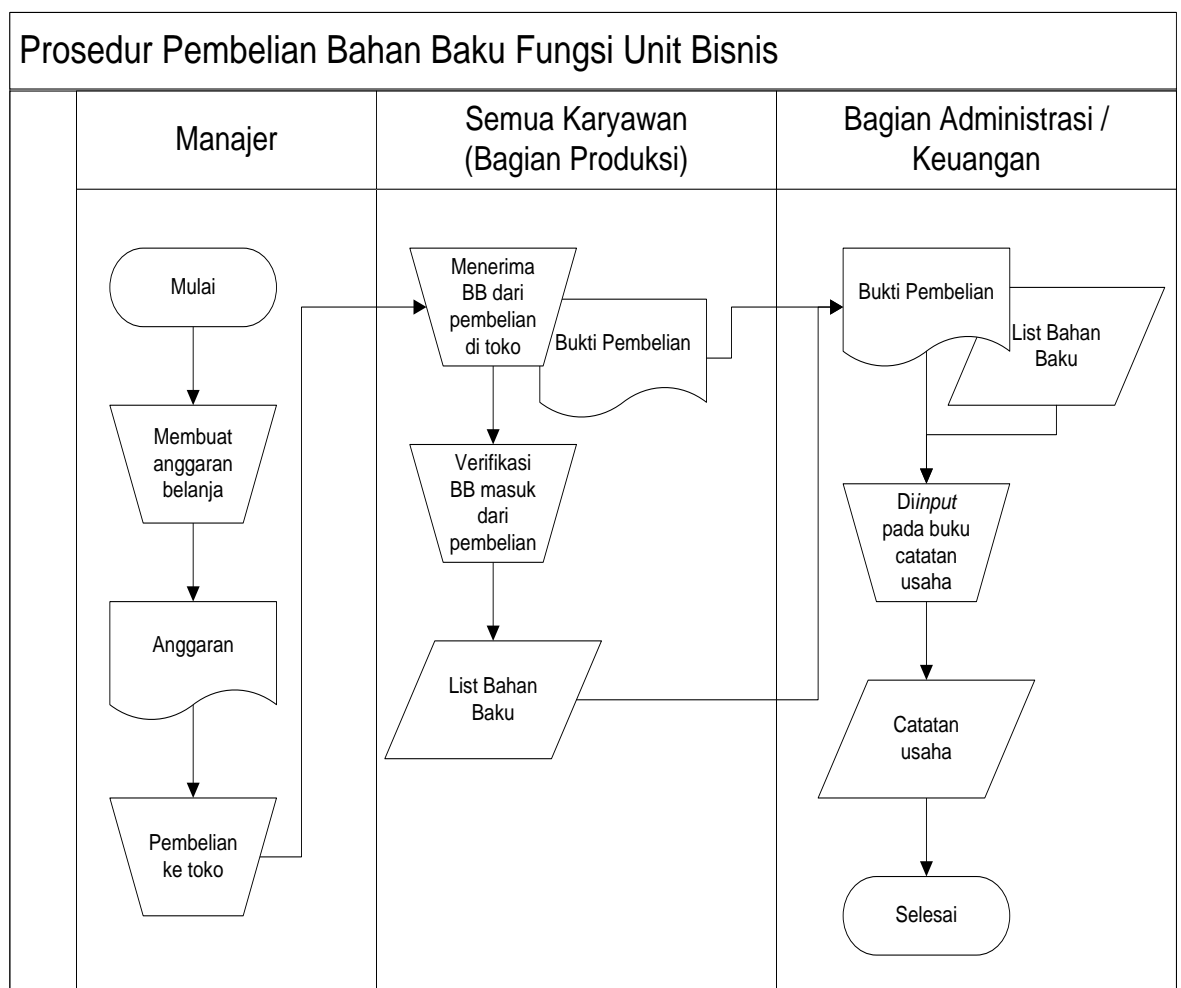 Prosedur Pembelian Bahan Baku Fungsi Unit Bisnis
Manajer
Semua Karyawan
(Bagian Produksi)
Bagian Administrasi /
Keuangan
Mulai
Membuat
anggaran
belanja
Anggaran
Pembelian
ke toko
Menerima
BB dari
pembelian
di toko
Bukti Pembelian
Verifikasi
BB masuk
dari
pembelian
List Bahan
Baku
Bukti Pembelian
List Bahan
Baku
Diinput
pada buku
catatan
usaha
Catatan
usaha
Selesai